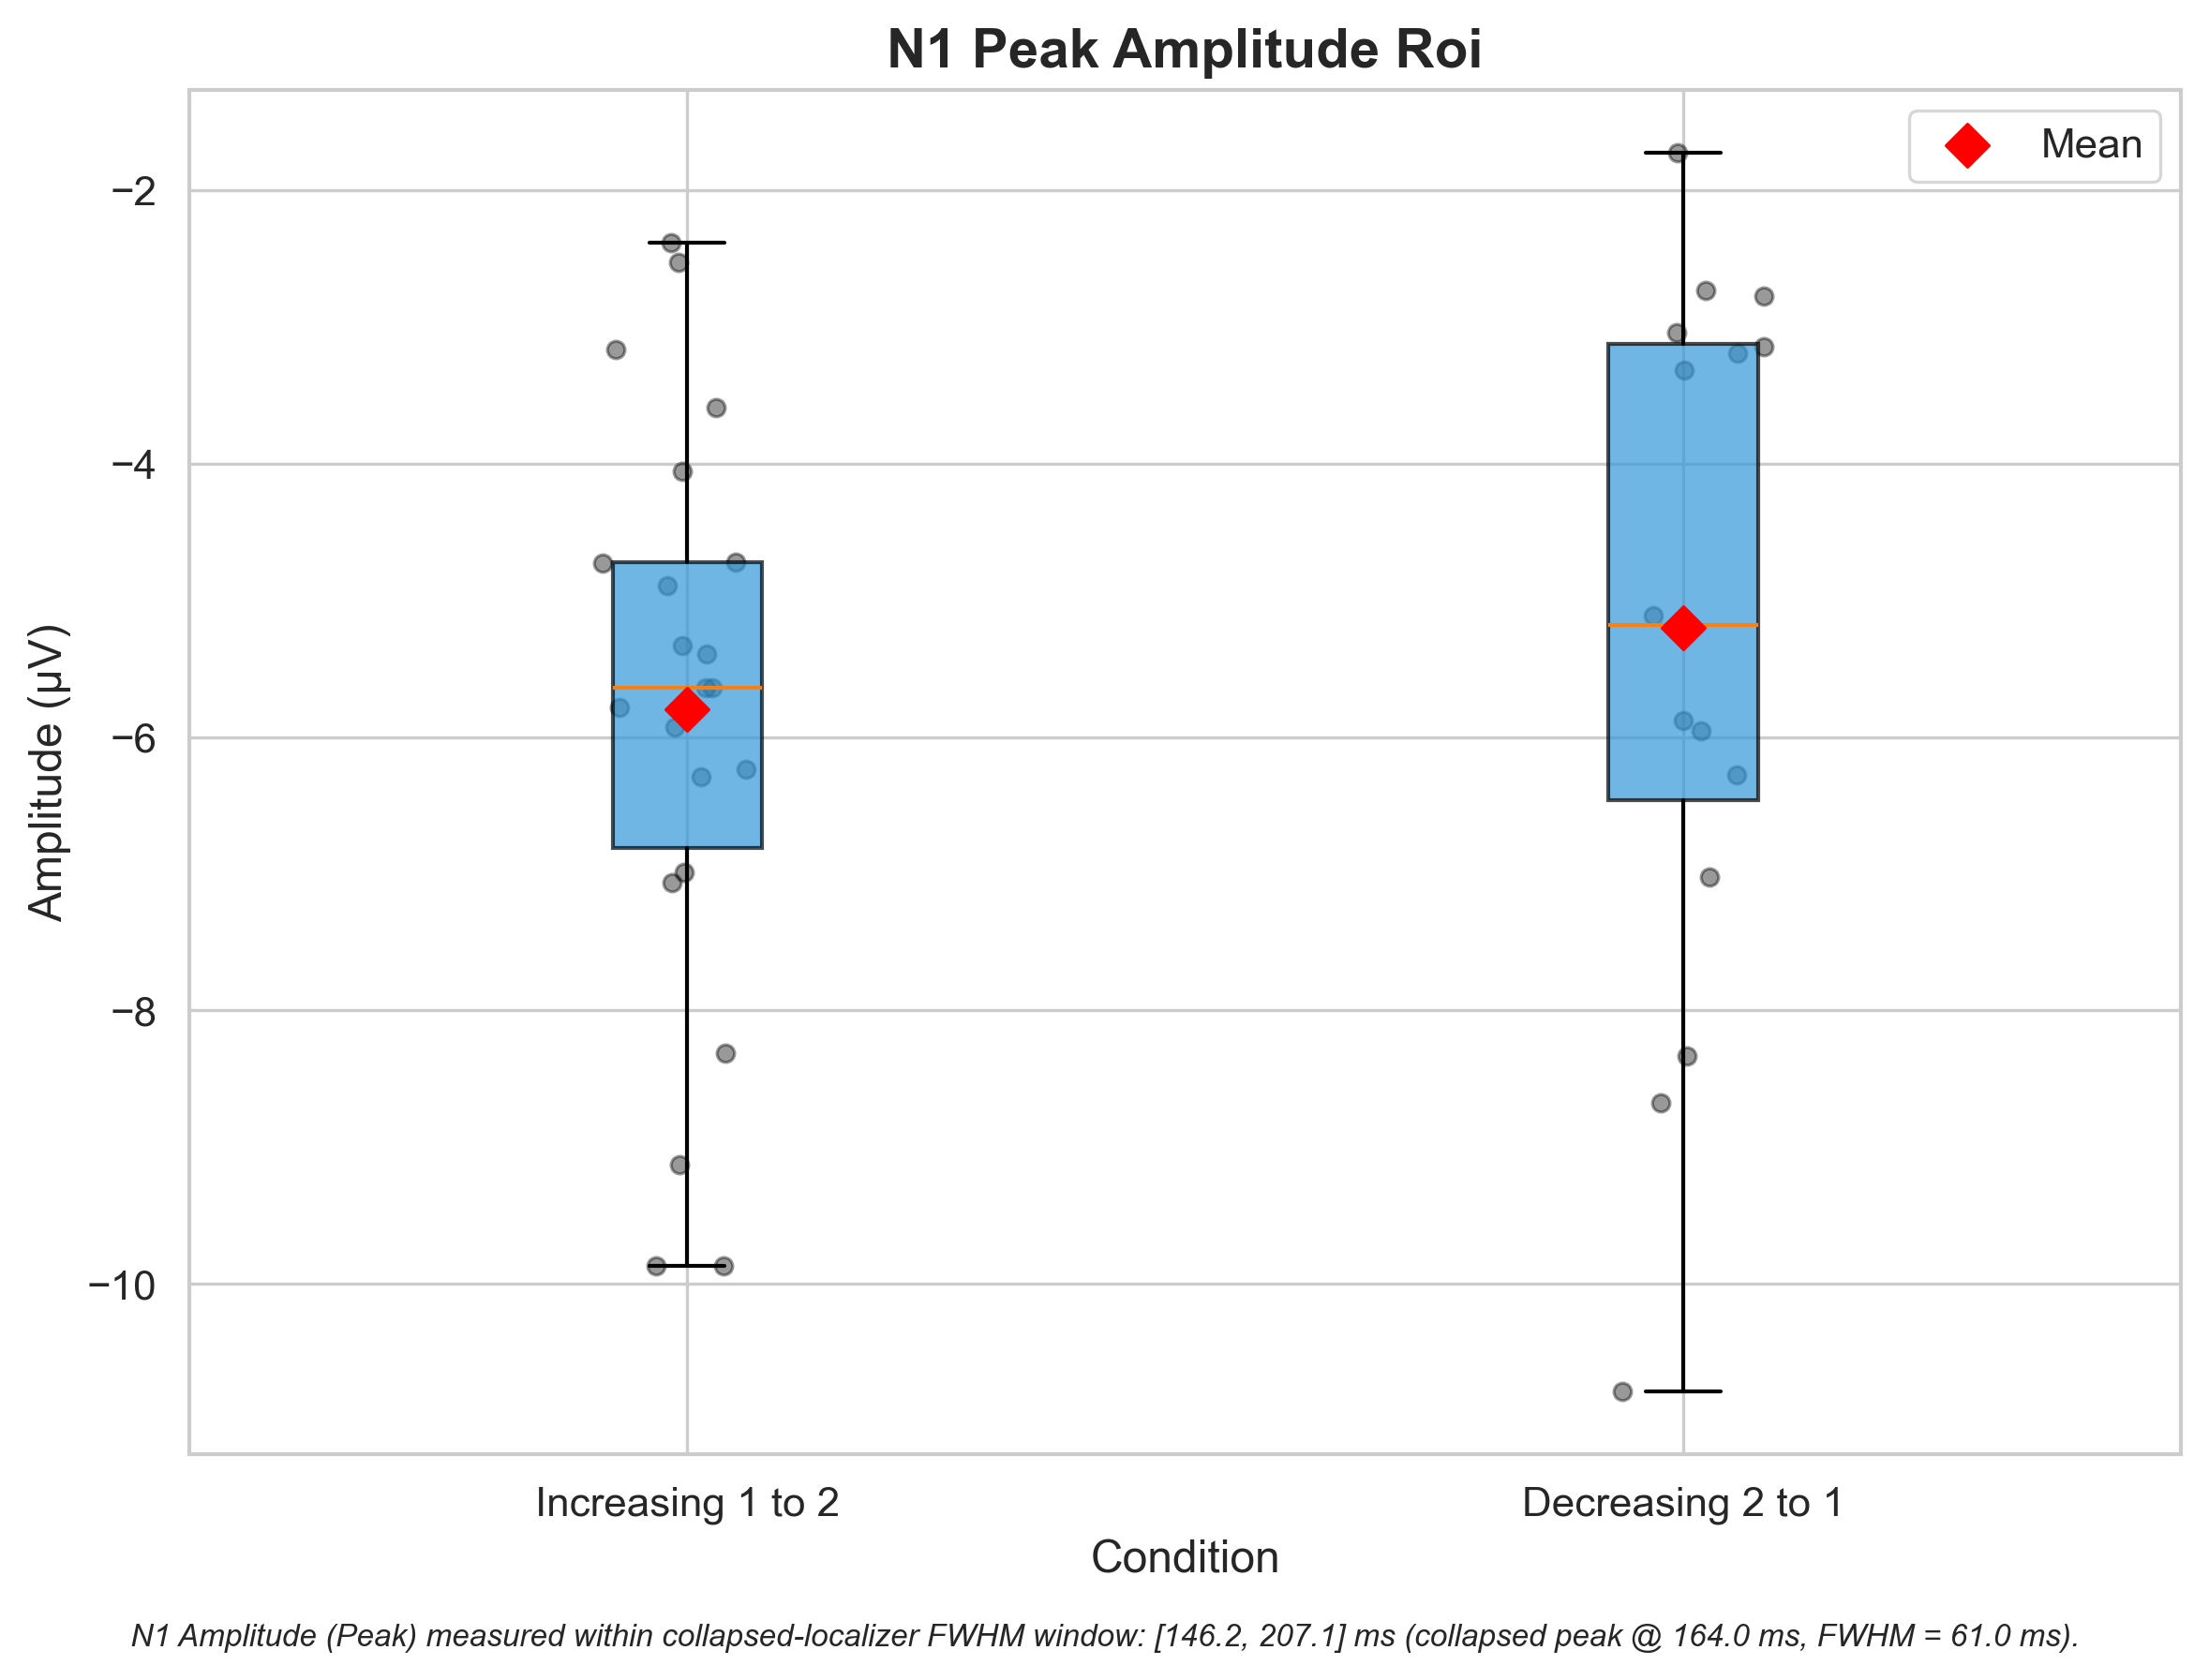 N1 Peak Amplitude Roi
Mean
−2
−4
−6
−8
−10
Amplitude (µV)
Increasing 1 to 2
Decreasing 2 to 1
Condition
N1 Amplitude (Peak) measured within collapsed-localizer FWHM window: [146.2, 207.1] ms (collapsed peak @ 164.0 ms, FWHM = 61.0 ms).